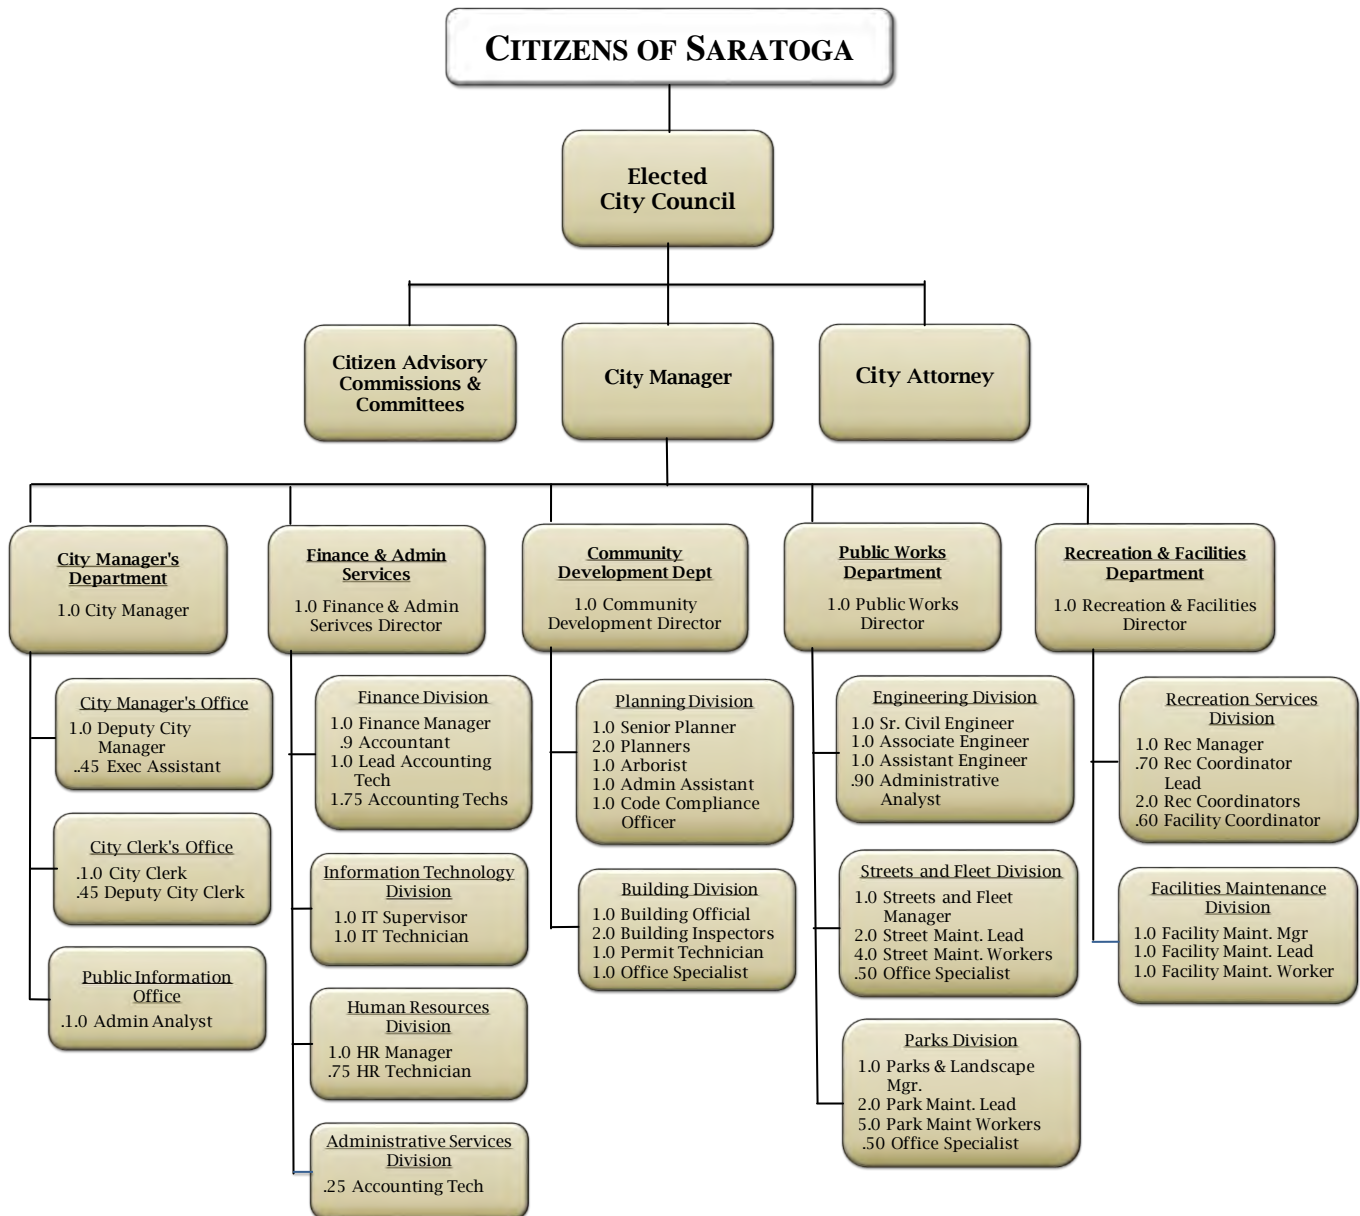 CITIZENS OF SARATOGA
Elected
City Council
Citizen Advisory
Commissions &
Committees
City Manager
City Attorney
City Manager's
Department
1.0 City Manager
City Manager's Office
1.0 Deputy City
Manager
..45 Exec Assistant
City Clerk's Office
.1.0 City Clerk
.45 Deputy City Clerk
Public Information
Office
.1.0 Admin Analyst
Finance & Admin
Services
1.0 Finance & Admin
Serivces Director
Finance Division
1.0 Finance Manager
.9 Accountant
1.0 Lead Accounting
Tech
1.75 Accounting Techs
Information Technology
Division
1.0 IT Supervisor
1.0 IT Technician
Human Resources
Division
1.0 HR Manager
.75 HR Technician
Administrative Services
Division
.25 Accounting Tech
Community
Development Dept
1.0 Community
Development Director
Planning Division
1.0 Senior Planner
2.0 Planners
1.0 Arborist
1.0 Admin Assistant
1.0 Code Compliance
Officer
Building Division
1.0 Building Official
2.0 Building Inspectors
1.0 Permit Technician
1.0 Office Specialist
Public Works
Department
1.0 Public Works
Director
Engineering Division
1.0 Sr. Civil Engineer
1.0 Associate Engineer
1.0 Assistant Engineer
.90 Administrative
Analyst
Streets and Fleet Division
1.0 Streets and Fleet
Manager
2.0 Street Maint. Lead
4.0 Street Maint. Workers
.50 Office Specialist
Parks Division
1.0 Parks & Landscape
Mgr.
2.0 Park Maint. Lead
5.0 Park Maint Workers
.50 Office Specialist
Recreation & Facilities
Department
1.0 Recreation & Facilities
Director
Recreation Services
Division
1.0 Rec Manager
.70 Rec Coordinator
Lead
2.0 Rec Coordinators
.60 Facility Coordinator
Facilities Maintenance
Division
1.0 Facility Maint. Mgr
1.0 Facility Maint. Lead
1.0 Facility Maint. Worker